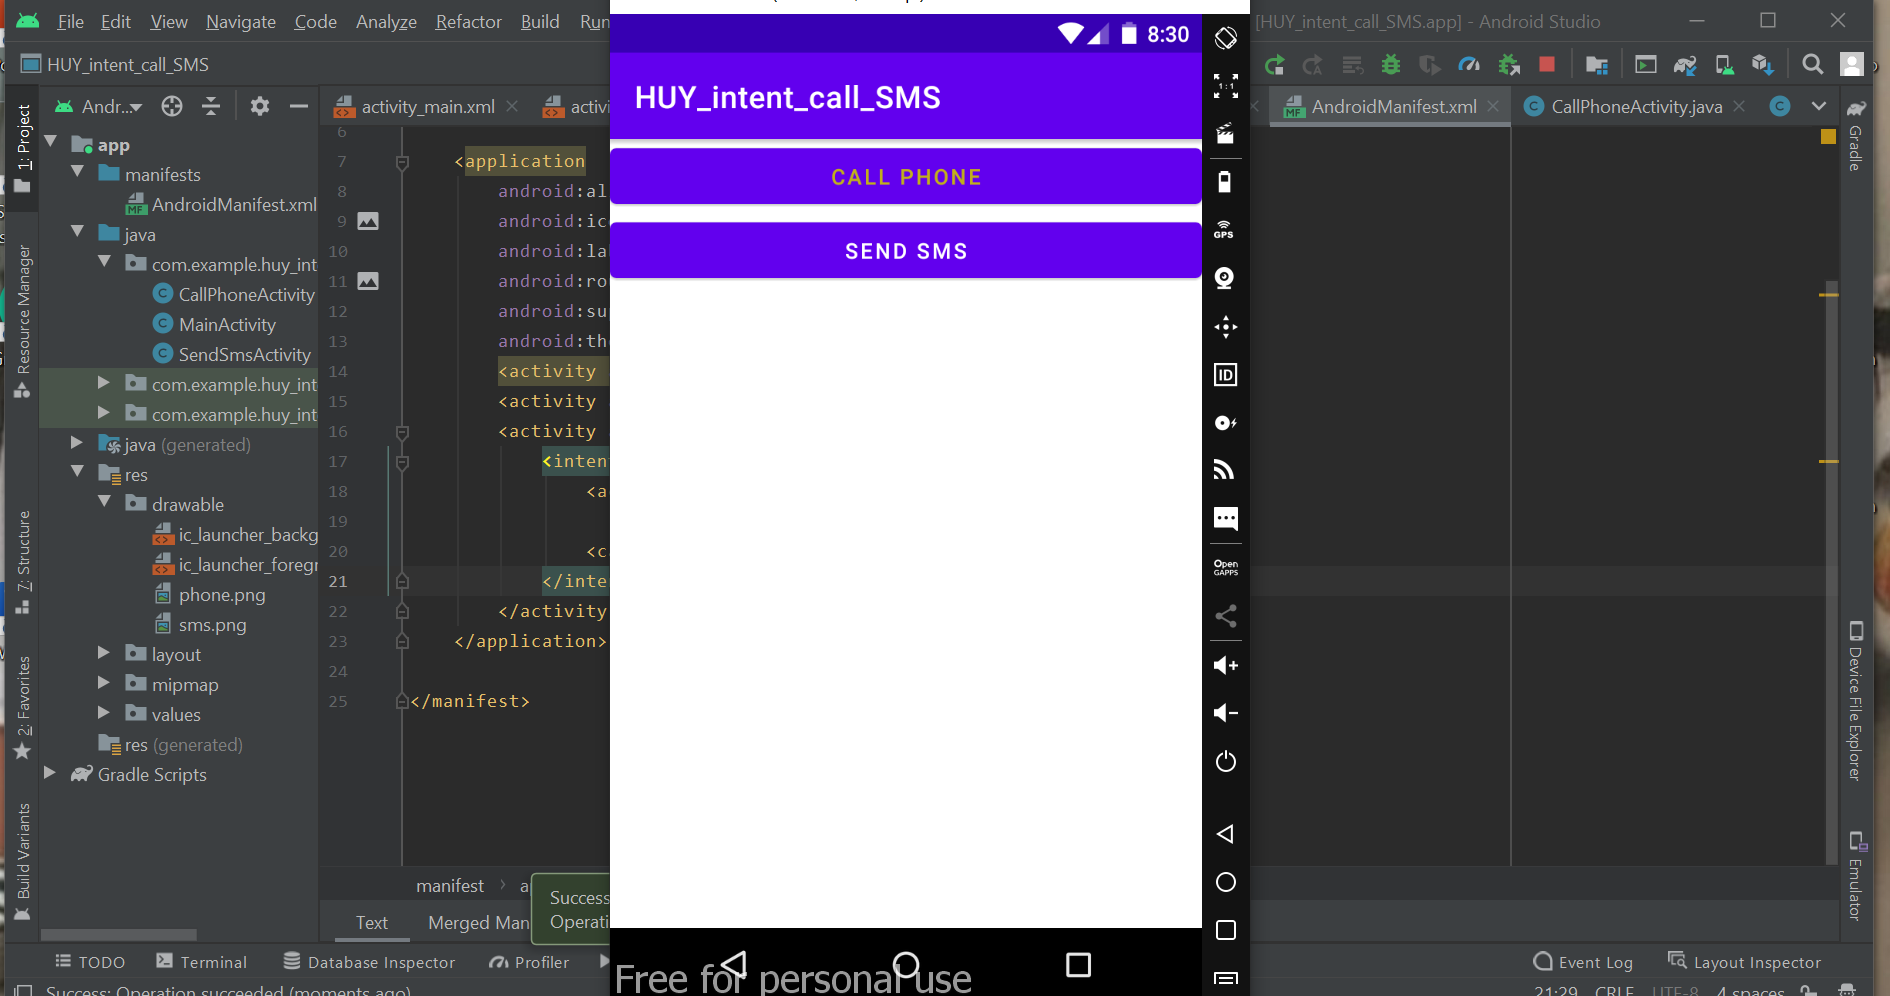 File Edit View Navigate Code Analyze Refactor Build Run
[HUY_intent_call_SMS.app] - Android Studio
HUY_intent_call_SMS
Andr...
activity_main.xml
AndroidManifest.xml
CallPhoneActivity.java
1: Project
Resource Manager
7: Structure
2: Favorites
Build Variants
app
manifests
AndroidManifest.xml
java
com.example.huy_int
CallPhoneActivity
MainActivity
SendSmsActivity
com.example.huy_int
com.example.huy_int
java (generated)
res
drawable
ic_launcher_backg
ic_launcher_foregr
phone.png
sms.png
layout
mipmap
values
res (generated)
Gradle Scripts
6
7 <application
8 android:al
9 android:ic
10 android:la
11 android:ro
12 android:su
13 android:th
14 <activity
15 <activity
16 <activity
17 <inten
18 <a
19
20 <c
21 </inte
22 </activity
23 </application>
24
25 </manifest>
manifest
Text Merged Man
Success
Operati
8:30
HUY_intent_call_SMS
CALL PHONE
SEND SMS
Free for personal use
1:1
GPS
ID
Open
GAPPS
Gradle
Device File Explorer
Emulator
TODO Terminal Database Inspector Profiler
Event Log Layout Inspector
Success: Operation succeeded (moments ago)
21:29 CRLF UTF-8 4 spaces